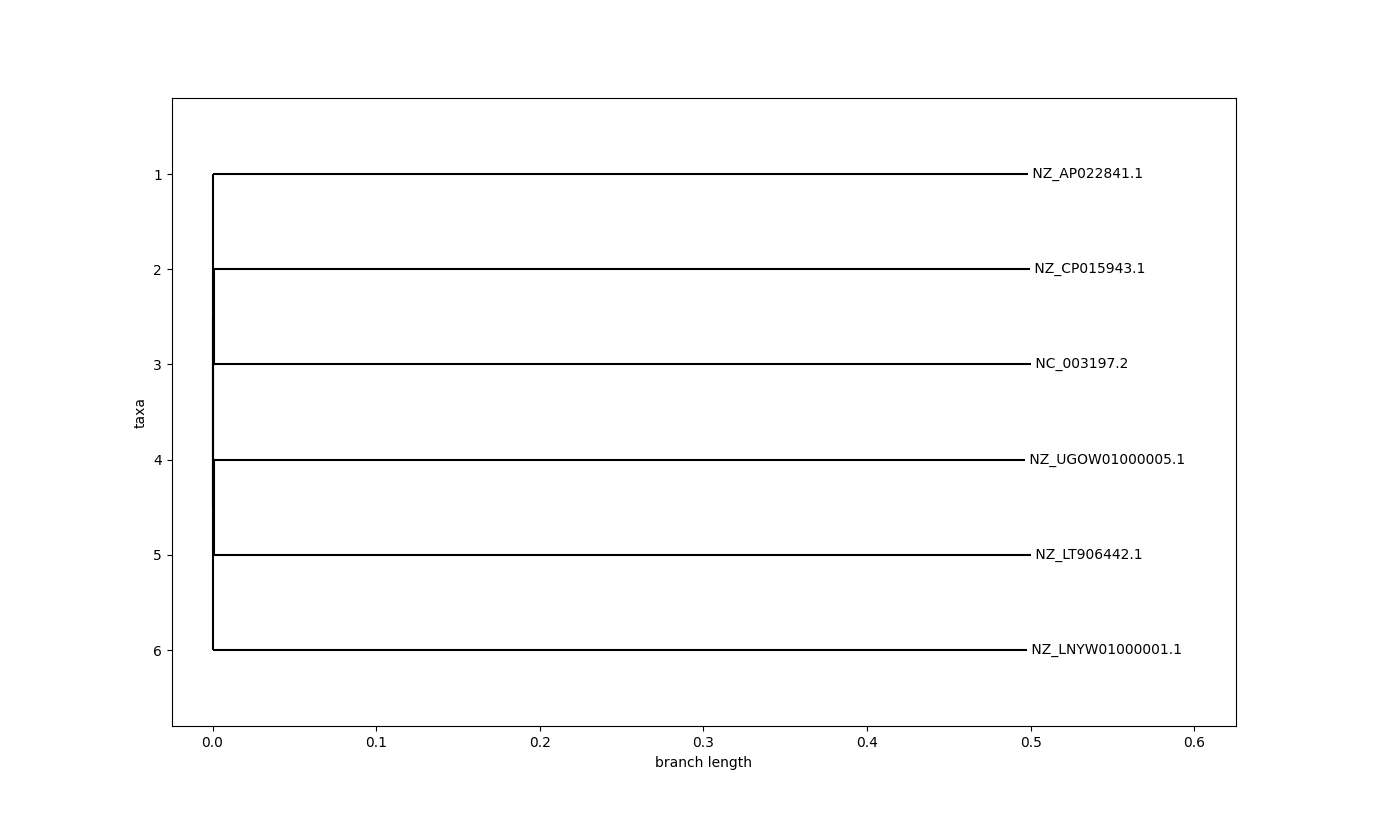 1
NZ_AP022841.1
2
NZ_CP015943.1
3
NC_003197.2
taxa
4
NZ_UGOW01000005.1
5
NZ_LT906442.1
6
NZ_LNYW01000001.1
0.0 0.1 0.2 0.3 0.4 0.5 0.6
branch length